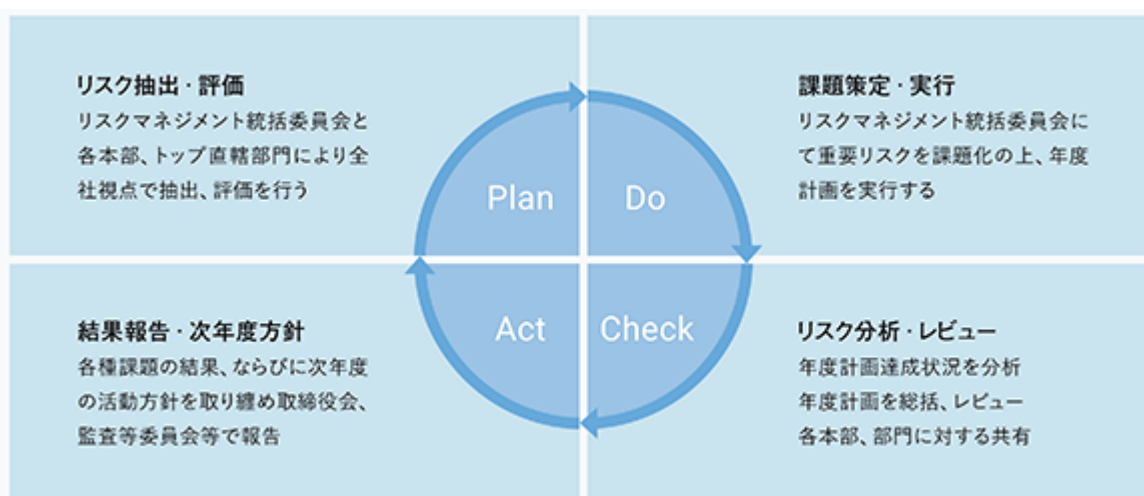 リスク抽出・評価
リスクマネジメント統括委員会と
各本部、トップ直轄部門により全
社視点で抽出、評価を行う
Plan
Do
課題策定・実行
リスクマネジメント統括委員会に
て重要リスクを課題化の上、年度
計画を実行する
結果報告・次年度方針
各種課題の結果、ならびに次年度
の活動方針を取り纏め取締役会、
監査等委員会等で報告
Act
Check
リスク分析・レビュー
年度計画達成状況を分析
年度計画を総括、レビュー
各本部、部門に対する共有